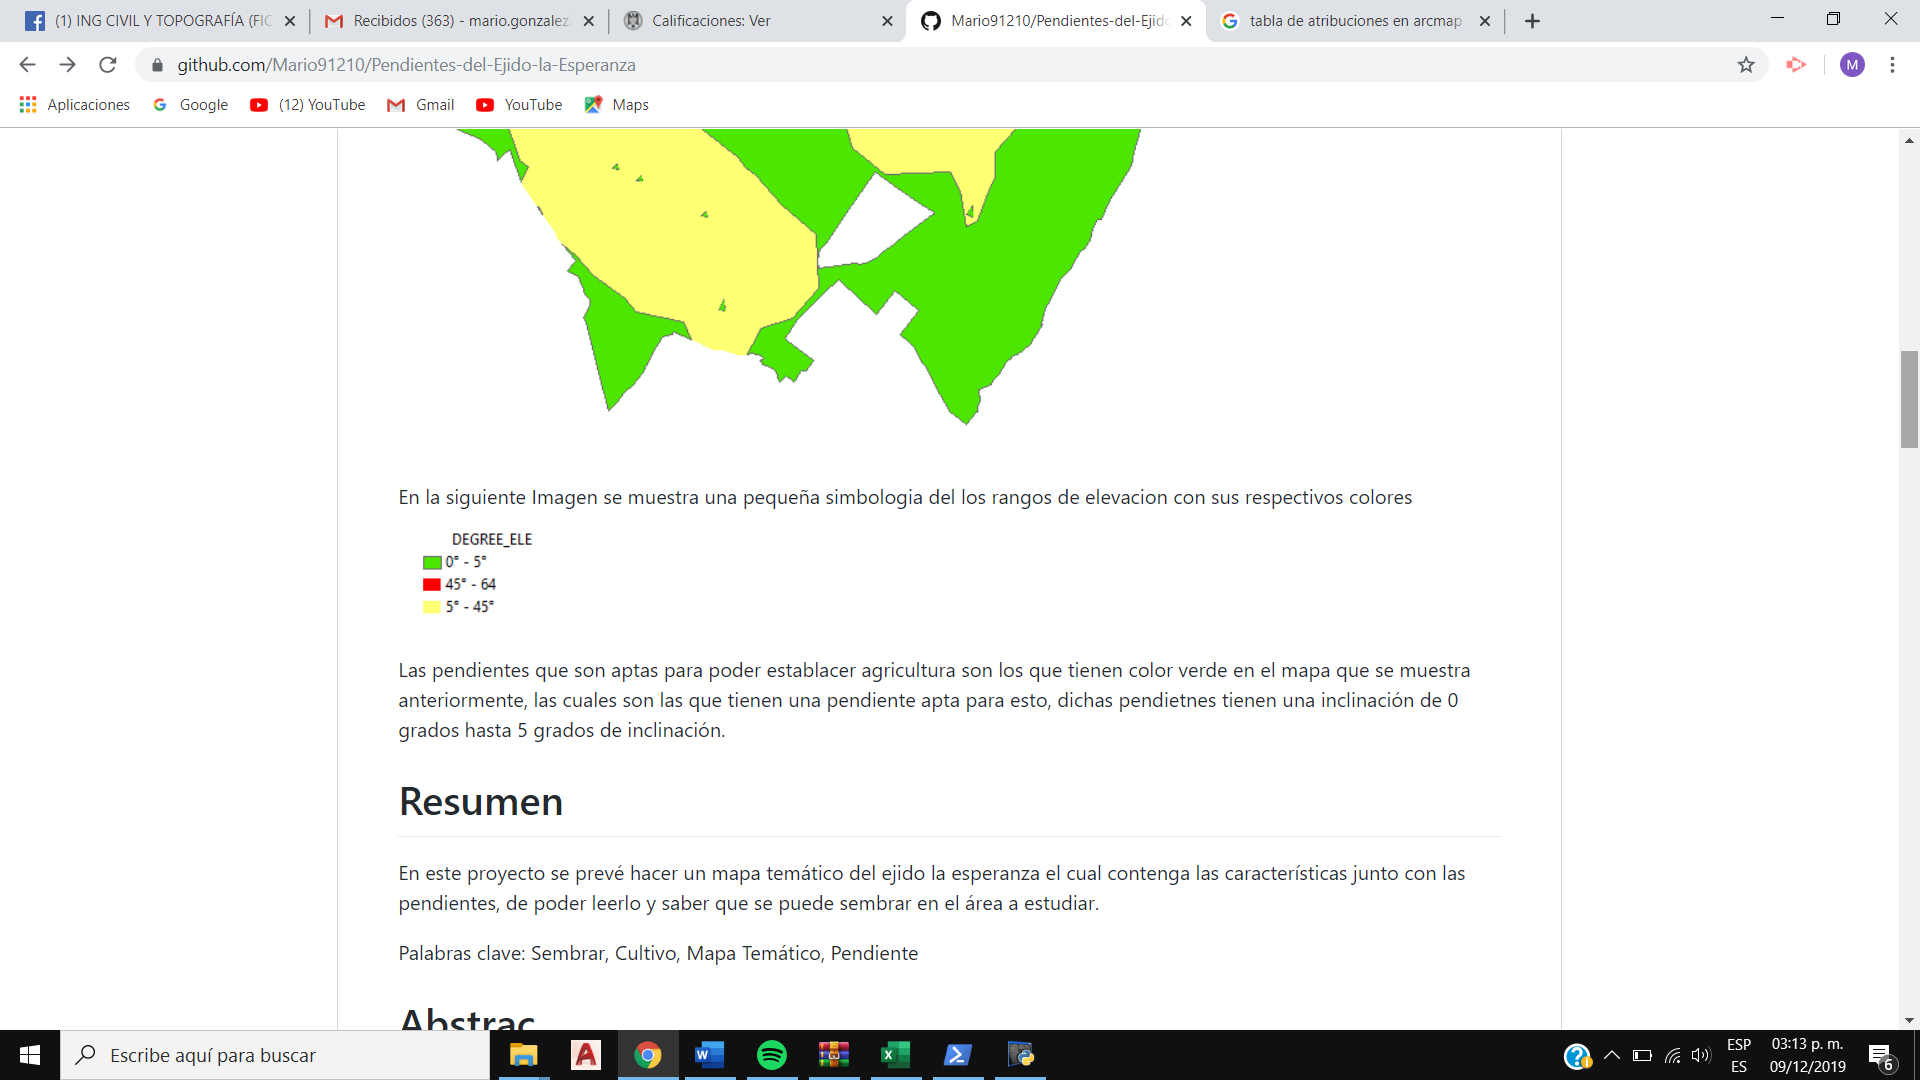 (1) ING CIVIL Y TOPOGRAFÍA (FIC
Recibidos (363) - mario.gonzalez
Calificaciones: Ver
Mario91210/Pendientes-del-Ejido
tabla de atribuciones en arcmap
github.com/Mario91210/Pendientes-del-Ejido-la-Esperanza
M
Aplicaciones
Google
(12) YouTube
Gmail
YouTube
Maps
En la siguiente Imagen se muestra una pequeña simbologia del los rangos de elevacion con sus respectivos colores
DEGREE_ELE
0° - 5°
45° - 64
5° - 45°
Las pendientes que son aptas para poder establacer agricultura son los que tienen color verde en el mapa que se muestra
anteriormente, las cuales son las que tienen una pendiente apta para esto, dichas pendietnes tienen una inclinación de 0
grados hasta 5 grados de inclinación.
Resumen
En este proyecto se prevé hacer un mapa temático del ejido la esperanza el cual contenga las características junto con las
pendientes, de poder leerlo y saber que se puede sembrar en el área a estudiar.
Palabras clave: Sembrar, Cultivo, Mapa Temático, Pendiente
Abstrac
Escribe aquí para buscar
ESP
ES
03:13 p. m.
09/12/2019
6